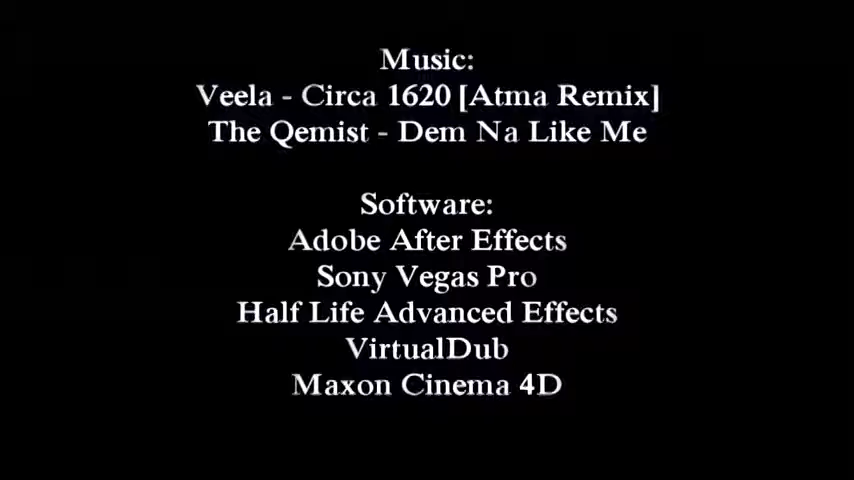 Music:
Veela - Circa 1620 [Atma Remix]
The Qemist - Dem Na Like Me
Software:
Adobe After Effects
Sony Vegas Pro
Half Life Advanced Effects
VirtualDub
Maxon Cinema 4D